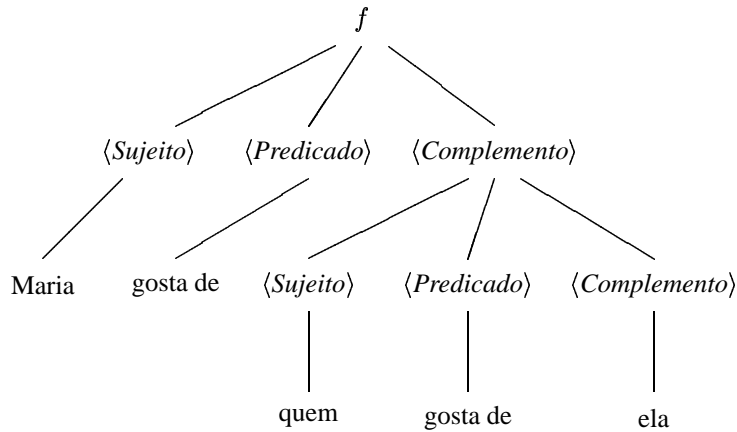 f
⟨Sujeito⟩ ⟨Predicado⟩ ⟨Complemento⟩
Maria gosta de ⟨Sujeito⟩ ⟨Predicado⟩ ⟨Complemento⟩
quem gosta de ela